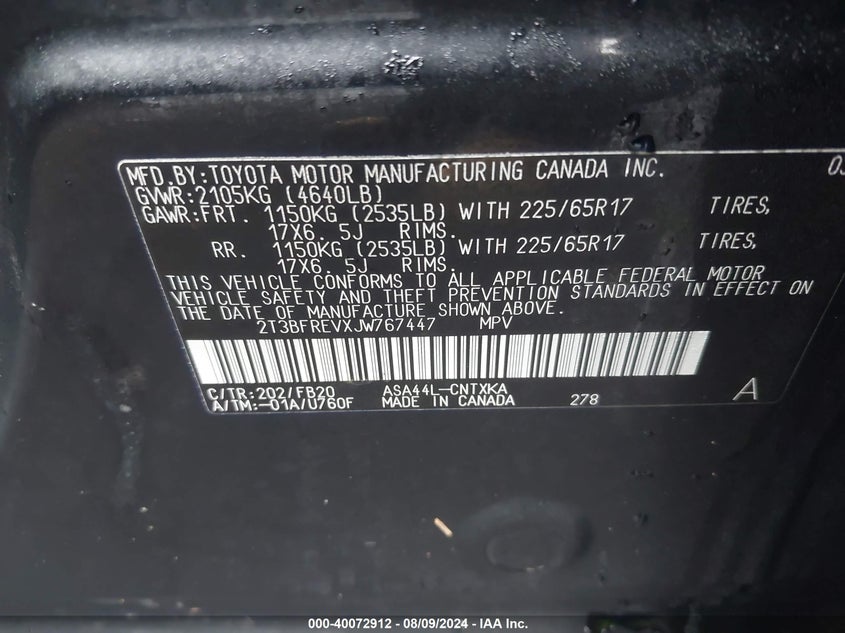 MFD.BY:TOYOTA MOTOR MANUFACTURING CANADA INC.
GVWR:2105KG (4640LB)
GAWR:FRT. 1150KG (2535LB) WITH 225/65R17 TIRES,
17X6. 5J RIMS.
RR. 1150KG (2535LB) WITH 225/65R17 TIRES,
17X6. 5J RIMS.
THIS VEHICLE CONFORMS TO ALL APPLICABLE FEDERAL MOTOR
VEHICLE SAFETY AND THEFT PREVENTION STANDARDS IN EFFECT ON
THE DATE OF MANUFACTURE SHOWN ABOVE.
2T3BFREVXJW767447 MPV
C/TR:202/FB20 ASA44L-CNTXKA
A/TM:-01A/U760F MADE IN CANADA 278 A
000-40072912 - 08/09/2024 - IAA Inc.